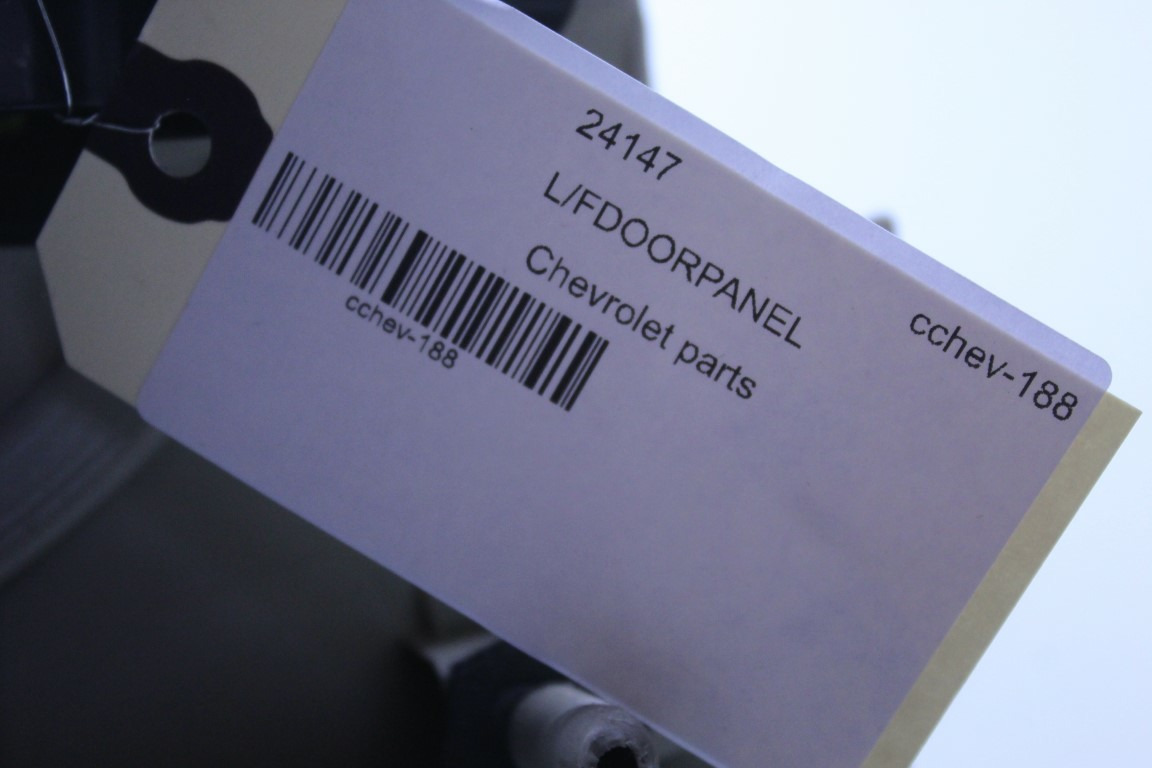 24147
L/FDOORPANEL
Chevrolet parts
cchev-188
cchev-188